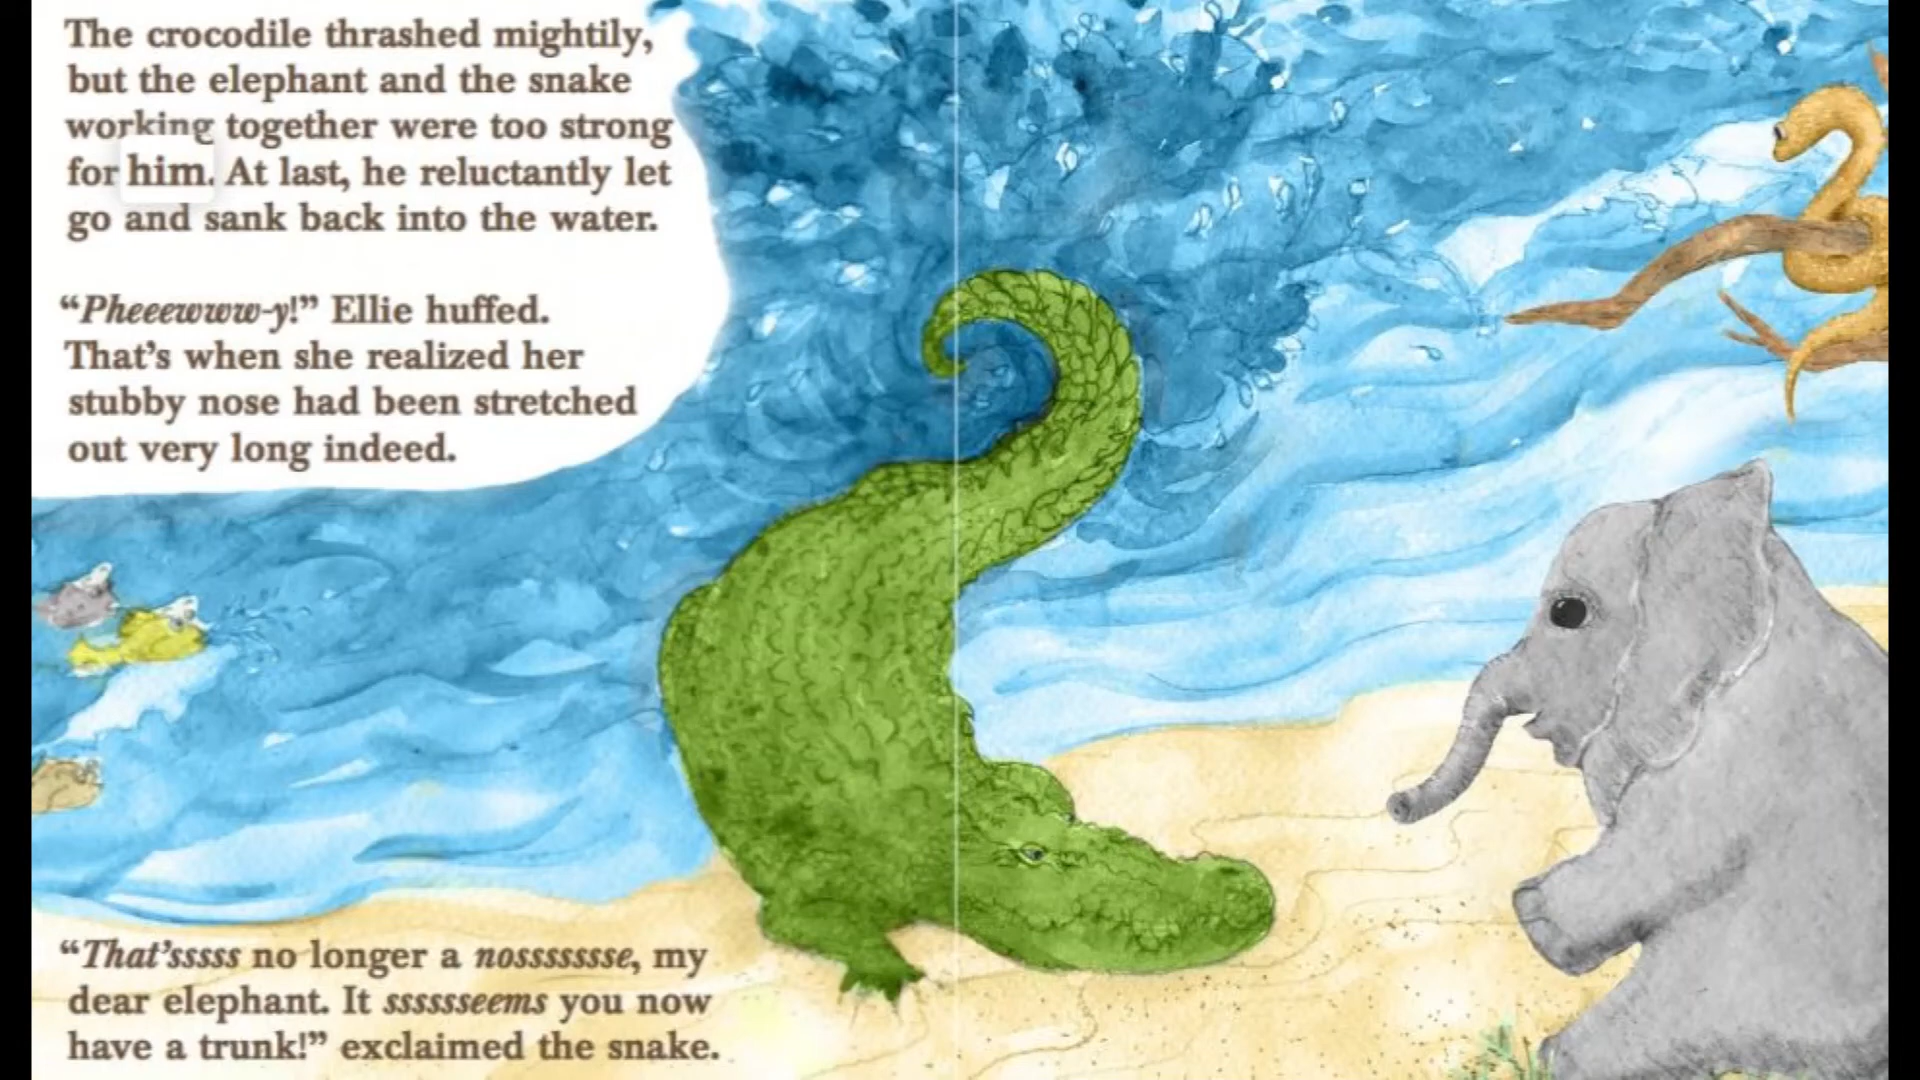 The crocodile thrashed mightily,
but the elephant and the snake
working together were too strong
for him. At last, he reluctantly let
go and sank back into the water.
“Pheeewww-y!” Ellie huffed.
That’s when she realized her
stubby nose had been stretched
out very long indeed.
“That’sssss no longer a nossssssse, my
dear elephant. It sssssseems you now
have a trunk!” exclaimed the snake.